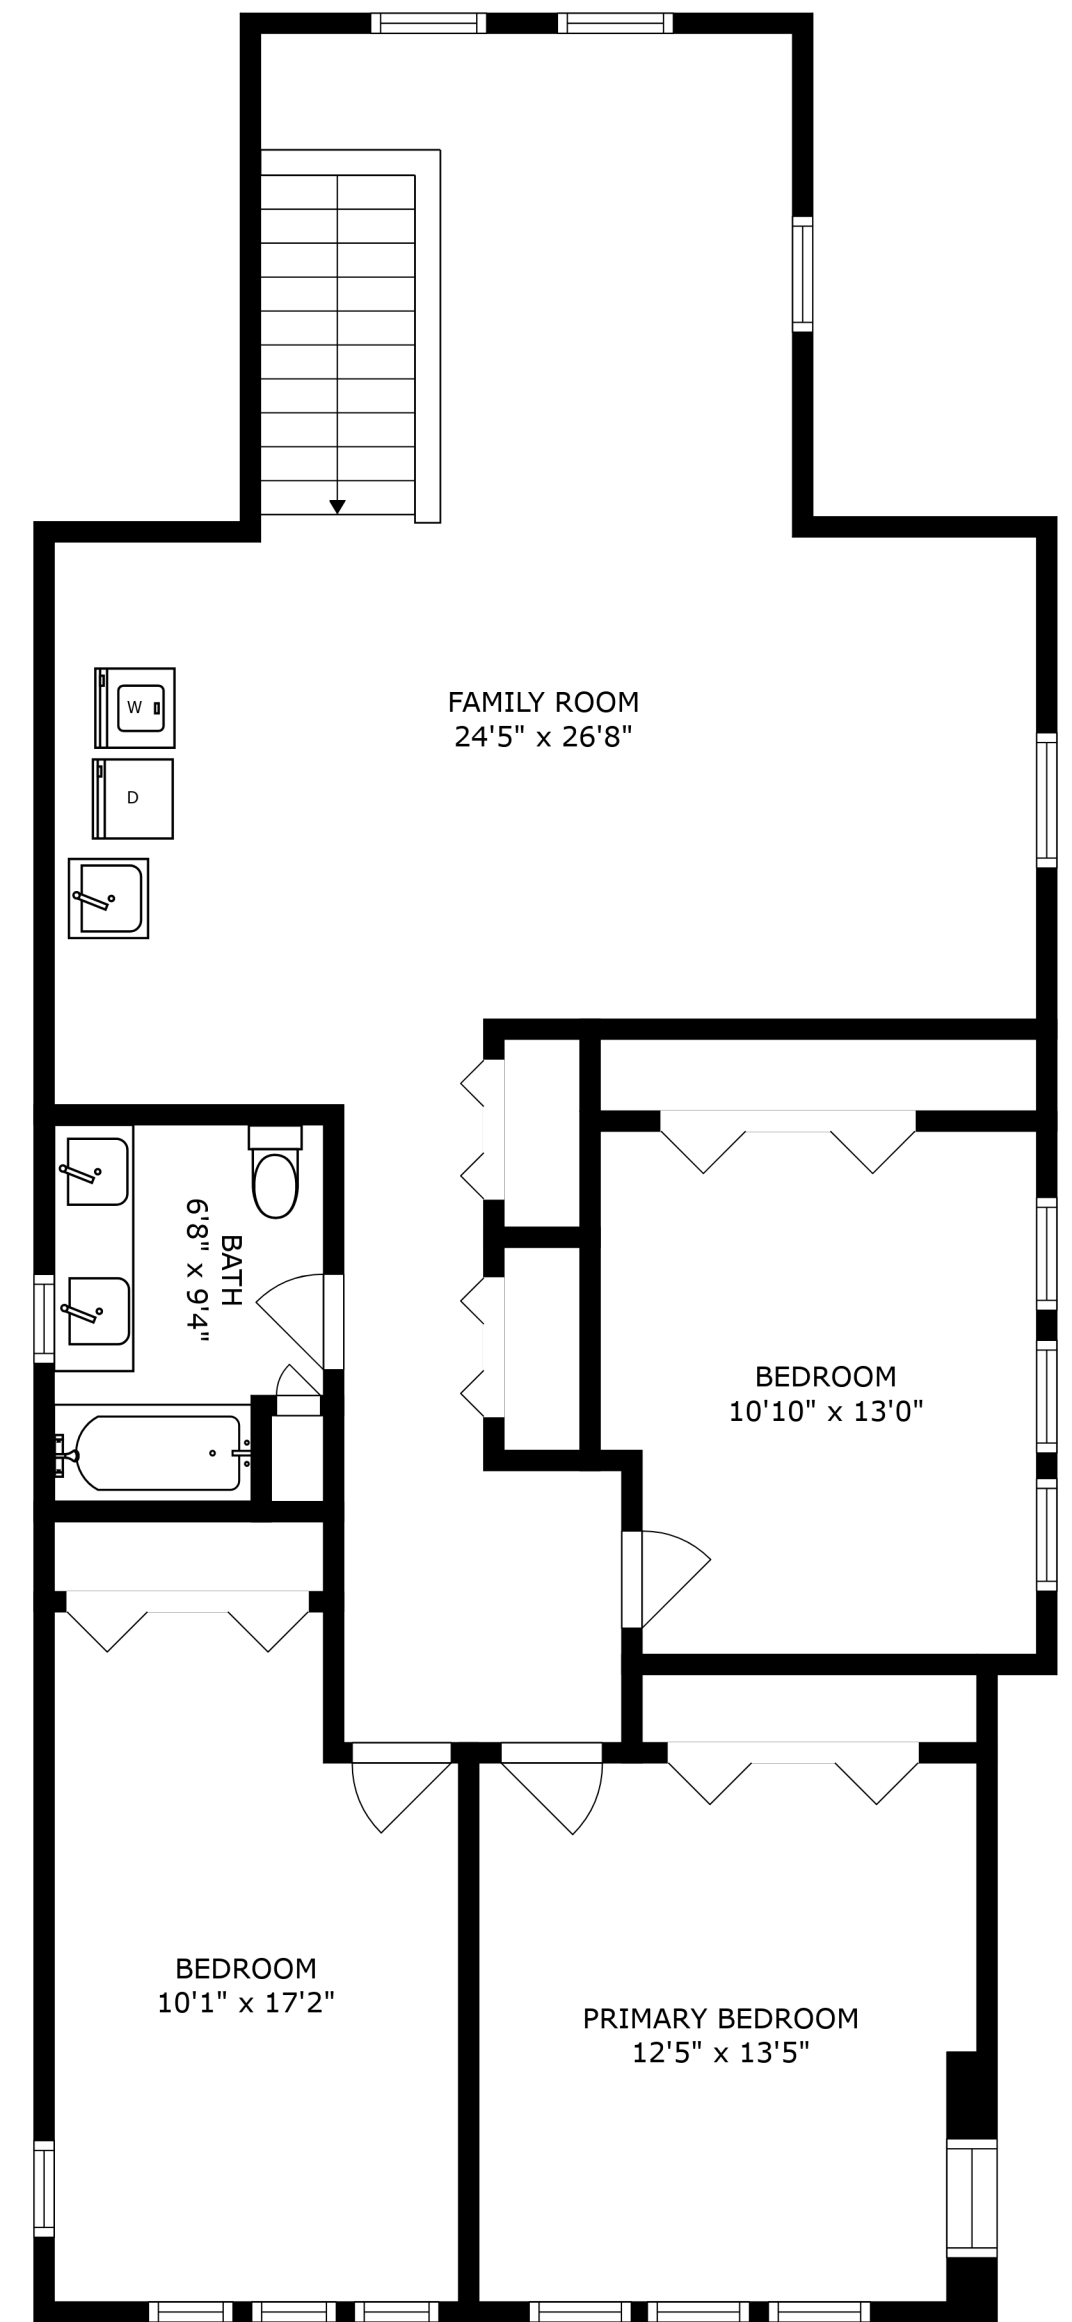 FAMILY ROOM
24'5" x 26'8"
W
D
BATH
6'8" x 9'4"
BEDROOM
10'10" x 13'0"
BEDROOM
10'1" x 17'2"
PRIMARY BEDROOM
12'5" x 13'5"